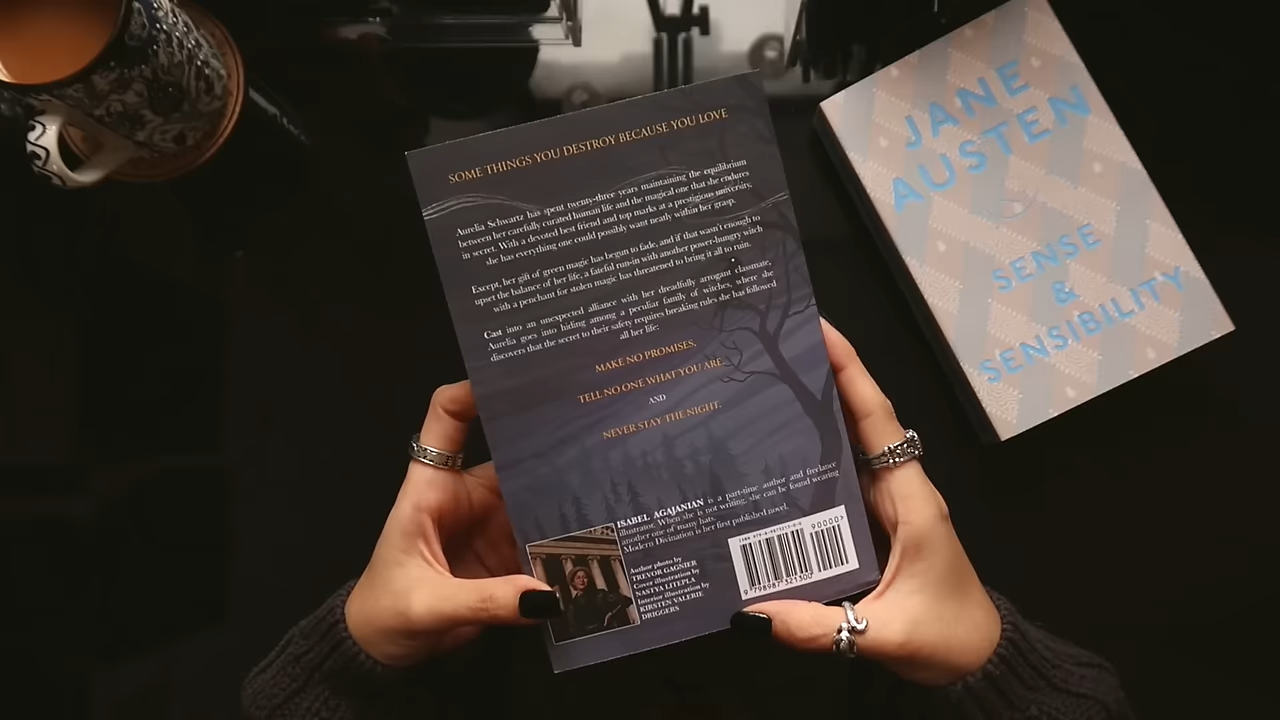 SOME THINGS YOU DESTROY BECAUSE YOU LOVE
Aurelia Schwartz has spent twenty-three years maintaining the equilibrium
between her carefully curated human life and the magical one that she endures
in secret. With a devoted best friend and top marks at a prestigious university,
she has everything one could possibly want neatly within her grasp.
Except, her gift of green magic has begun to fade, and if that wasn't enough to
upset the balance of her life, a fateful run-in with another power-hungry witch
with a penchant for stolen magic has threatened to bring it all to ruin.
Cast into an unexpected alliance with her dreadfully arrogant classmate,
Aurelia goes into hiding among a peculiar family of witches, where she
discovers that the secret to their safety requires breaking rules she has followed
all her life:
MAKE NO PROMISES,
TELL NO ONE WHAT YOU ARE,
AND
NEVER STAY THE NIGHT.
ISABEL AGAJANIAN is a part-time author and freelance
illustrator. When she is not writing, she can be found wearing
another one of many hats.
Modern Divination is her first published novel.
Author photo by
TREVOR GAGNIER
Cover illustration by
NASTYA LITEPLA
Interior illustration by
KIRSTEN VALERIE
DRIGGERS
90000>
9 798987 321300
JANE
AUSTEN
SENSE
&
SENSIBILITY